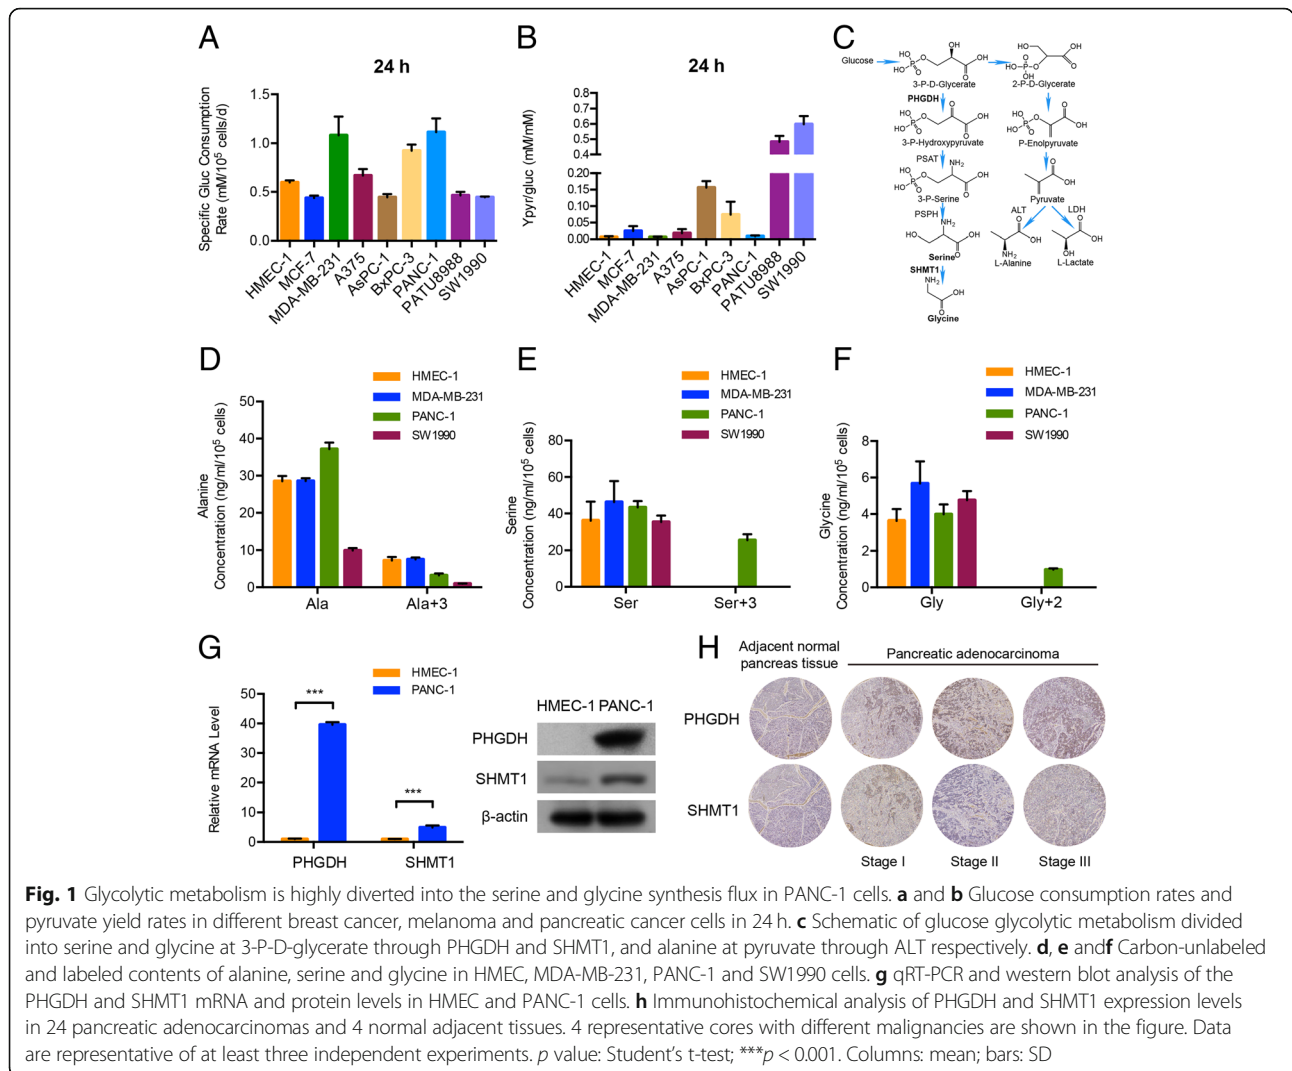 A
24 h
Specific Gluc Consumption
Rate (mM/10⁵ cells/d)
1.5
1.0
0.5
0.0
HMEC-1
MCF-7
MDA-MB-231
A375
AsPC-1
BxPC-3
PANC-1
PATU8988
SW1990
B
24 h
Ypyr/gluc (mM/mM)
0.8
0.7
0.6
0.5
0.4
0.20
0.15
0.10
0.05
0.00
HMEC-1
MCF-7
MDA-MB-231
A375
AsPC-1
BxPC-3
PANC-1
PATU8988
SW1990
C
Glucose
3-P-D-Glycerate
2-P-D-Glycerate
PHGDH
3-P-Hydroxypyruvate
P-Enolpyruvate
PSAT
3-P-Serine
Pyruvate
PSPH
ALT
LDH
Serine
L-Alanine
L-Lactate
SHMT1
Glycine
D
HMEC-1
MDA-MB-231
PANC-1
SW1990
Alanine
Concentration (ng/ml/10⁵ cells)
50
40
30
20
10
0
Ala
Ala+3
E
HMEC-1
MDA-MB-231
PANC-1
SW1990
Serine
Concentration (ng/ml/10⁵ cells)
80
60
40
20
0
Ser
Ser+3
F
HMEC-1
MDA-MB-231
PANC-1
SW1990
Glycine
Concentration (ng/ml/10⁵ cells)
8
6
4
2
0
Gly
Gly+2
G
HMEC-1
PANC-1
Relative mRNA Level
50
40
30
20
10
0
***
***
PHGDH
SHMT1
HMEC-1 PANC-1
PHGDH
SHMT1
β-actin
H
Adjacent normal
pancreas tissue
Pancreatic adenocarcinoma
PHGDH
SHMT1
Stage I
Stage II
Stage III
Fig. 1 Glycolytic metabolism is highly diverted into the serine and glycine synthesis flux in PANC-1 cells. a and b Glucose consumption rates and
pyruvate yield rates in different breast cancer, melanoma and pancreatic cancer cells in 24 h. c Schematic of glucose glycolytic metabolism divided
into serine and glycine at 3-P-D-glycerate through PHGDH and SHMT1, and alanine at pyruvate through ALT respectively. d, e andf Carbon-unlabeled
and labeled contents of alanine, serine and glycine in HMEC, MDA-MB-231, PANC-1 and SW1990 cells. g qRT-PCR and western blot analysis of the
PHGDH and SHMT1 mRNA and protein levels in HMEC and PANC-1 cells. h Immunohistochemical analysis of PHGDH and SHMT1 expression levels
in 24 pancreatic adenocarcinomas and 4 normal adjacent tissues. 4 representative cores with different malignancies are shown in the figure. Data
are representative of at least three independent experiments. p value: Student's t-test; ***p < 0.001. Columns: mean; bars: SD